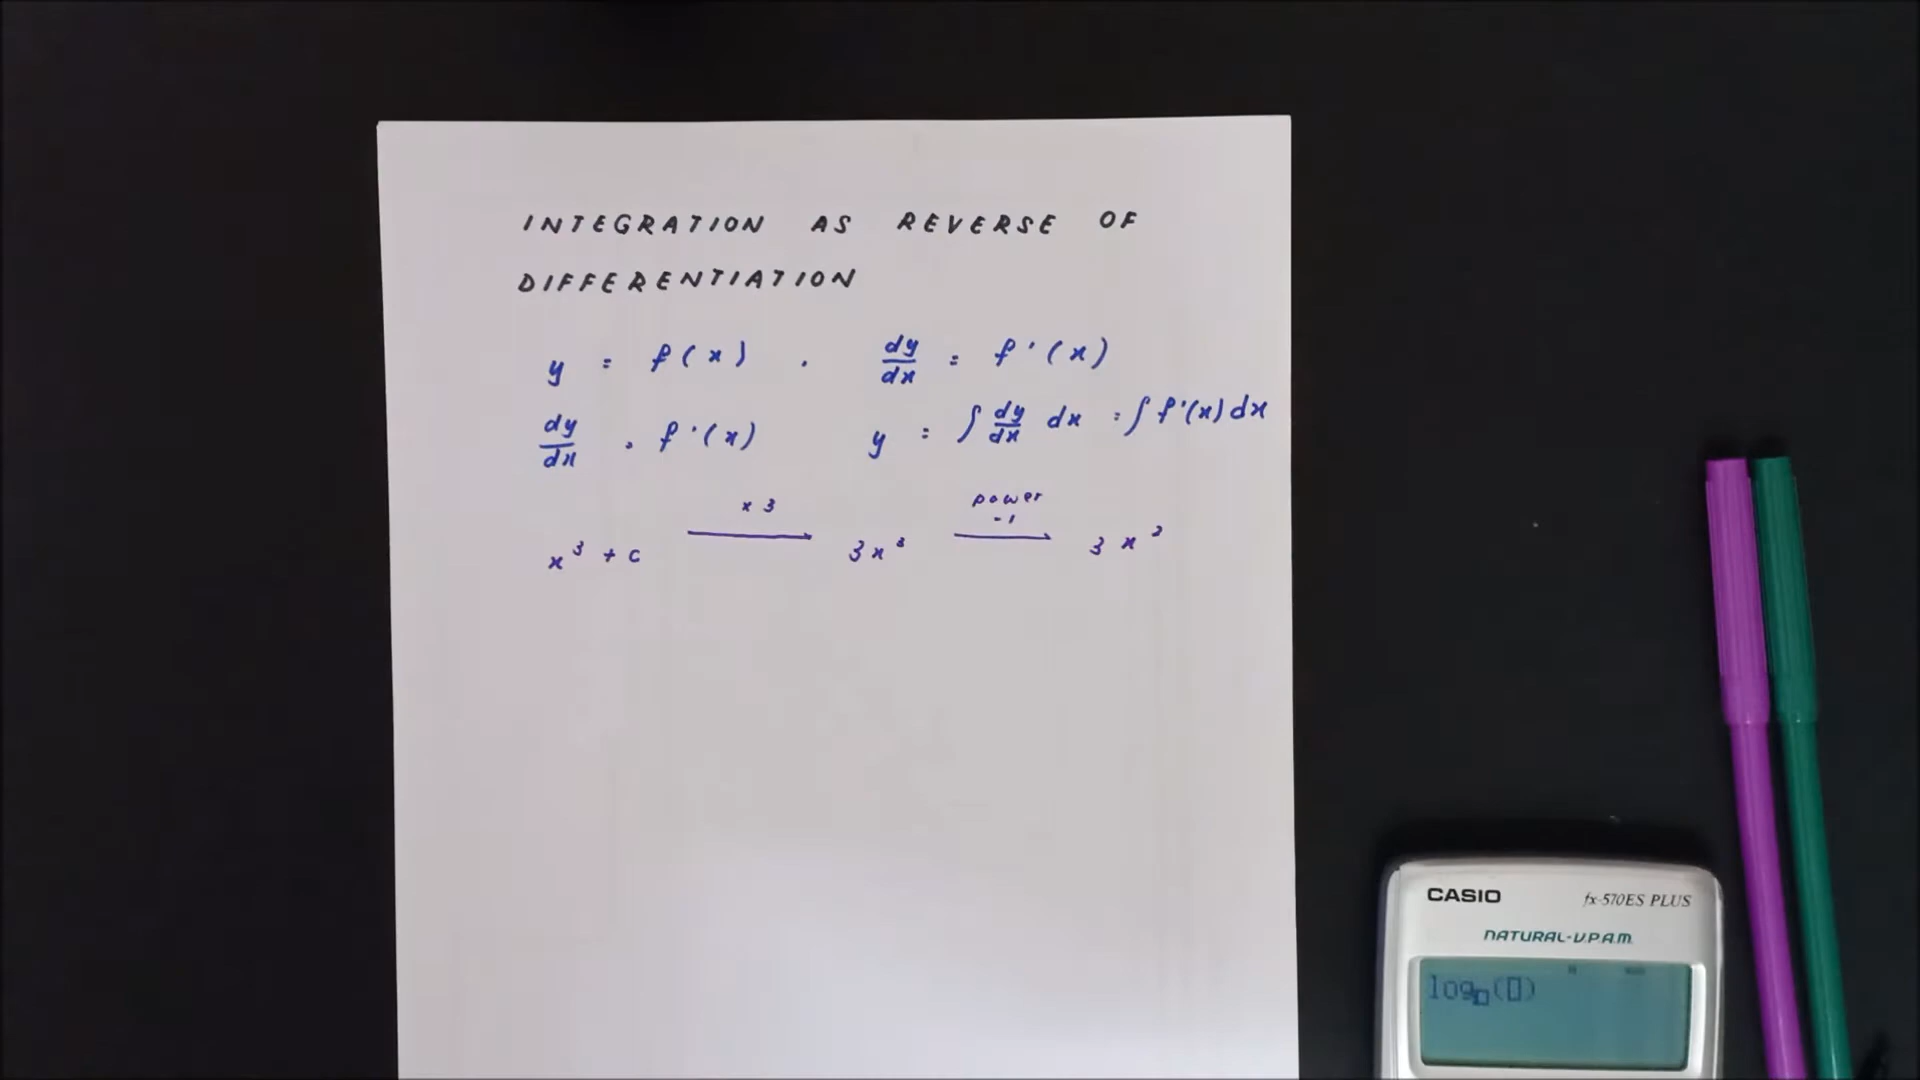 INTEGRATION AS REVERSE OF
DIFFERENTIATION
y = f(x) . dy/dx = f'(x)
dy/dx = f'(x) y = ∫ dy/dx dx = ∫ f'(x) dx
x 3 power
-1
x³ + c → 3x³ → 3x²
CASIO fx-570ES PLUS
NATURAL-V.P.A.M.
log▯(▯)